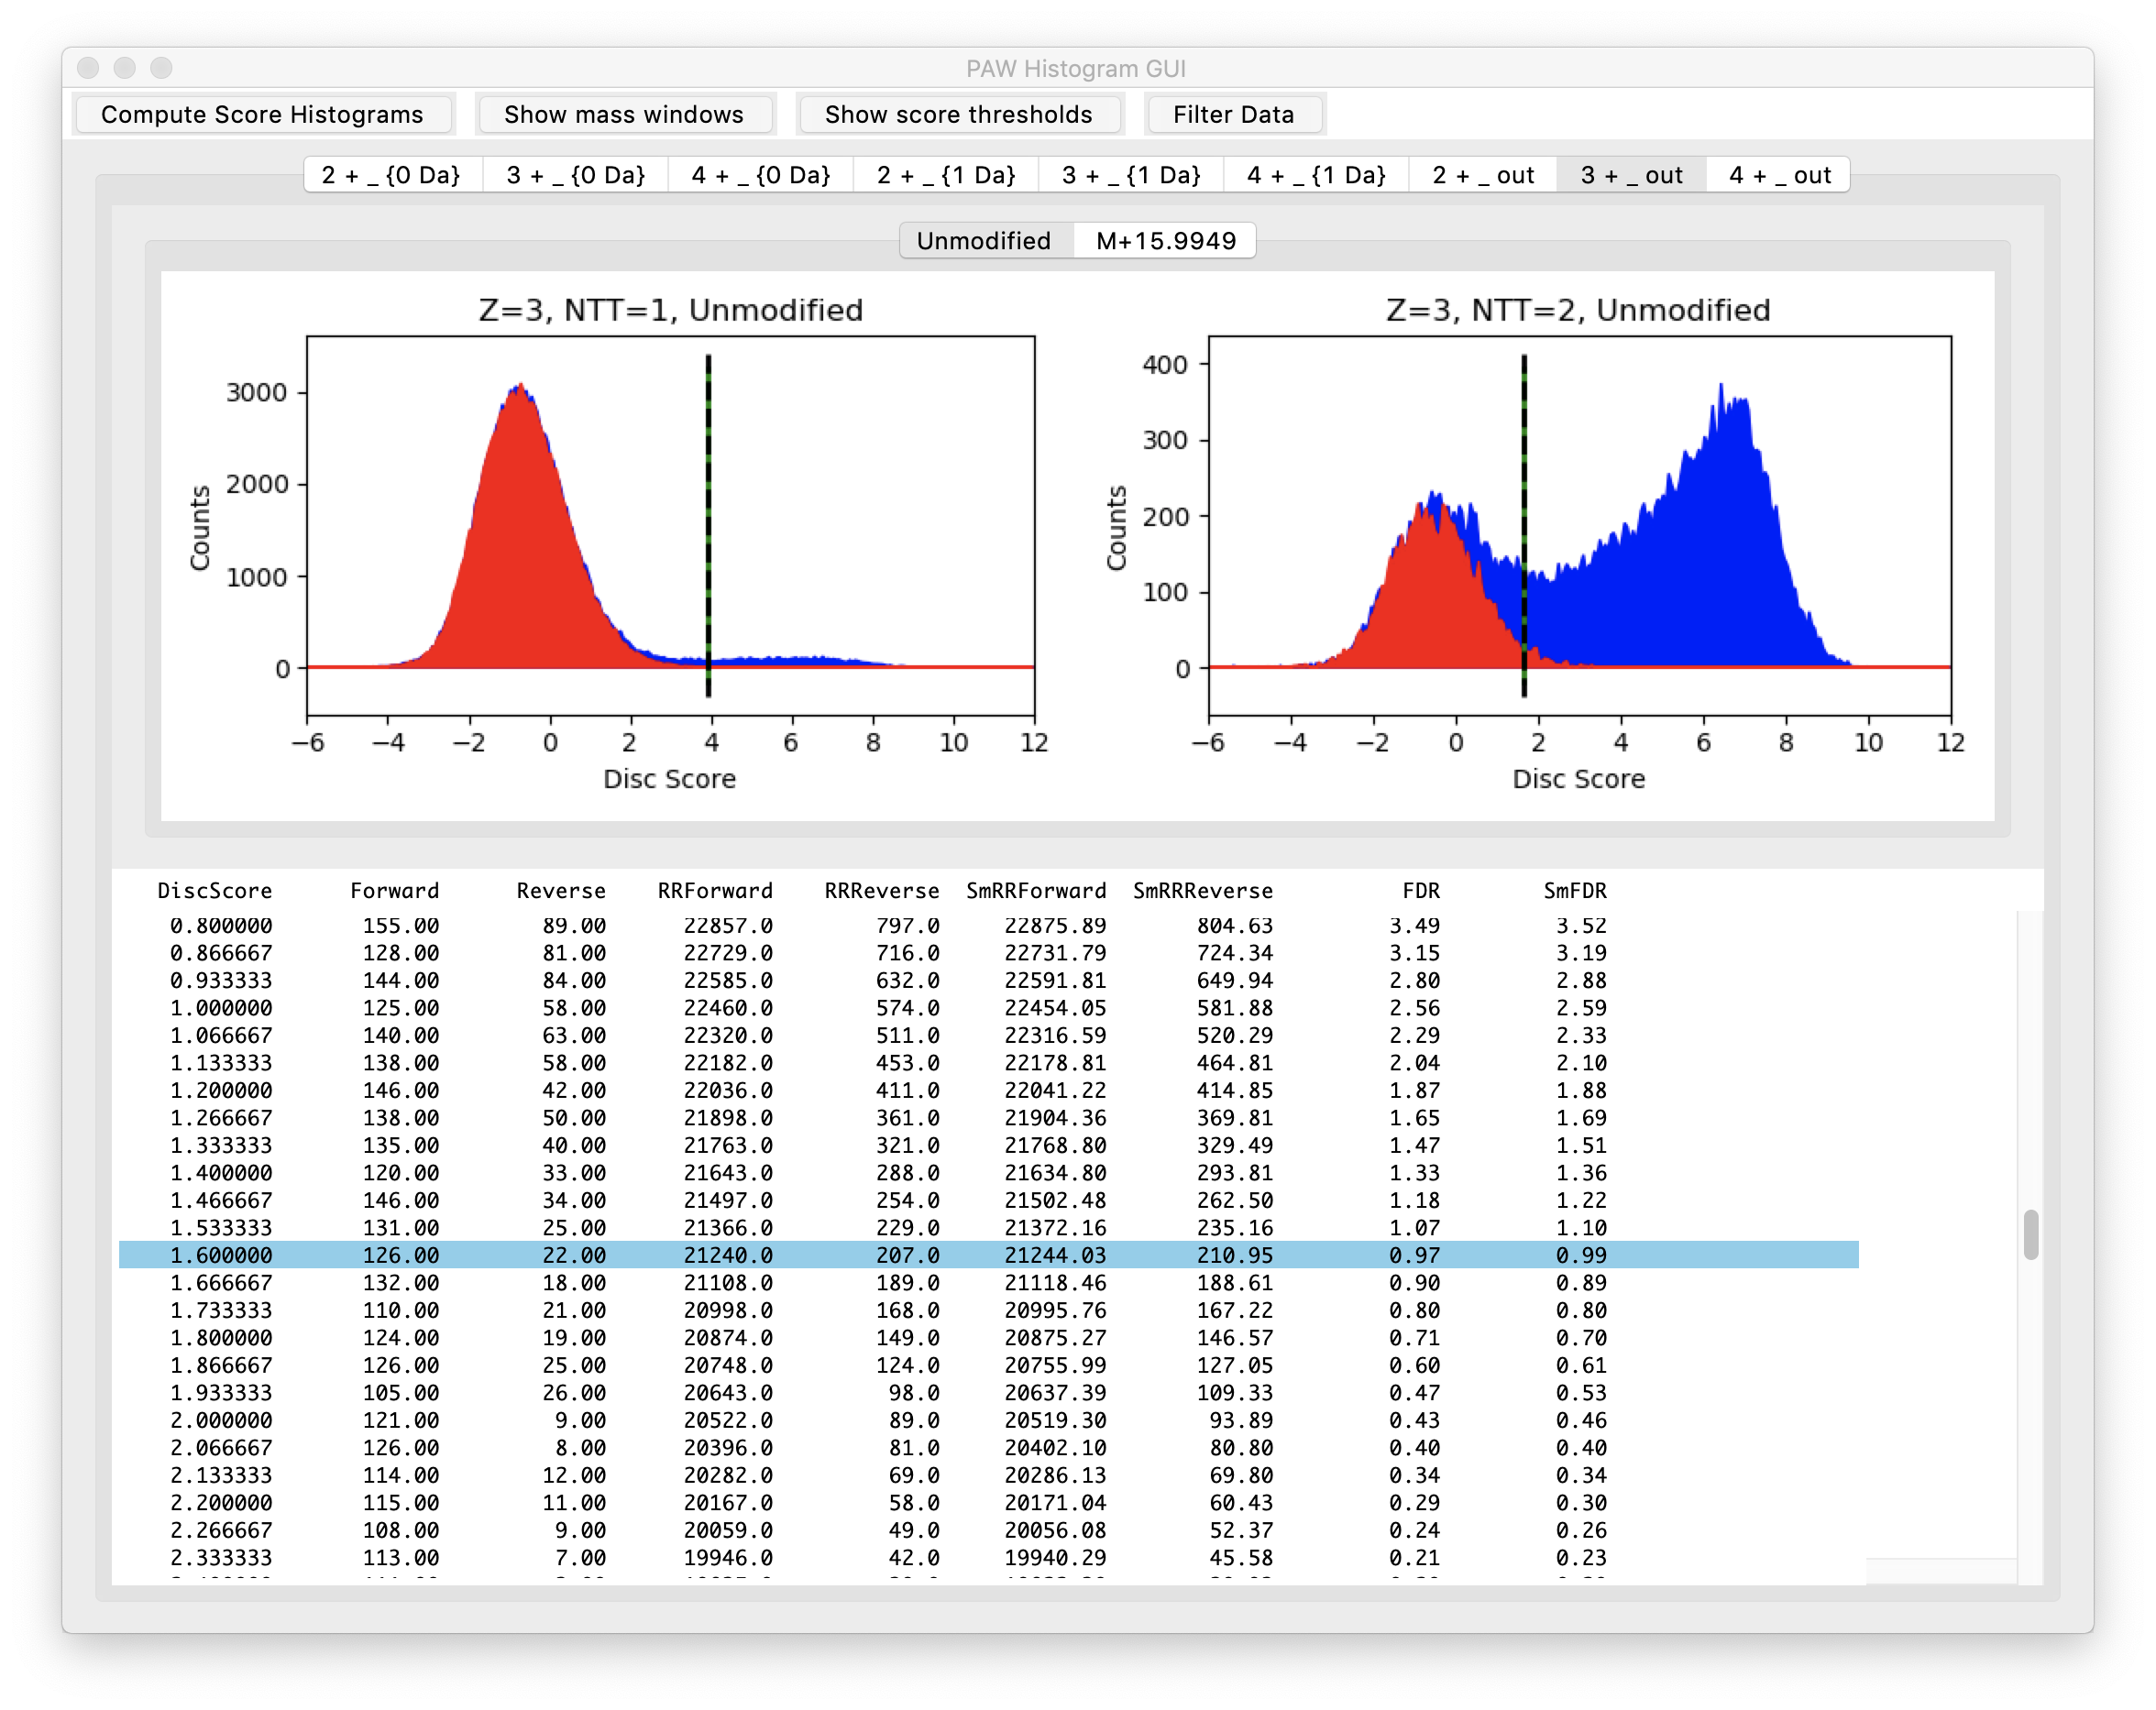 PAW Histogram GUI
Compute Score Histograms Show mass windows Show score thresholds Filter Data
2 + _ {0 Da} 3 + _ {0 Da} 4 + _ {0 Da} 2 + _ {1 Da} 3 + _ {1 Da} 4 + _ {1 Da} 2 + _ out 3 + _ out 4 + _ out
Unmodified M+15.9949
Z=3, NTT=1, Unmodified
Counts
3000
2000
1000
0
−6 −4 −2 0 2 4 6 8 10 12
Disc Score
Z=3, NTT=2, Unmodified
Counts
400
300
200
100
0
−6 −4 −2 0 2 4 6 8 10 12
Disc Score
DiscScore Forward Reverse RRForward RRReverse SmRRForward SmRRReverse FDR SmFDR
0.800000 155.00 89.00 22857.0 797.0 22875.89 804.63 3.49 3.52
0.866667 128.00 81.00 22729.0 716.0 22731.79 724.34 3.15 3.19
0.933333 144.00 84.00 22585.0 632.0 22591.81 649.94 2.80 2.88
1.000000 125.00 58.00 22460.0 574.0 22454.05 581.88 2.56 2.59
1.066667 140.00 63.00 22320.0 511.0 22316.59 520.29 2.29 2.33
1.133333 138.00 58.00 22182.0 453.0 22178.81 464.81 2.04 2.10
1.200000 146.00 42.00 22036.0 411.0 22041.22 414.85 1.87 1.88
1.266667 138.00 50.00 21898.0 361.0 21904.36 369.81 1.65 1.69
1.333333 135.00 40.00 21763.0 321.0 21768.80 329.49 1.47 1.51
1.400000 120.00 33.00 21643.0 288.0 21634.80 293.81 1.33 1.36
1.466667 146.00 34.00 21497.0 254.0 21502.48 262.50 1.18 1.22
1.533333 131.00 25.00 21366.0 229.0 21372.16 235.16 1.07 1.10
1.600000 126.00 22.00 21240.0 207.0 21244.03 210.95 0.97 0.99
1.666667 132.00 18.00 21108.0 189.0 21118.46 188.61 0.90 0.89
1.733333 110.00 21.00 20998.0 168.0 20995.76 167.22 0.80 0.80
1.800000 124.00 19.00 20874.0 149.0 20875.27 146.57 0.71 0.70
1.866667 126.00 25.00 20748.0 124.0 20755.99 127.05 0.60 0.61
1.933333 105.00 26.00 20643.0 98.0 20637.39 109.33 0.47 0.53
2.000000 121.00 9.00 20522.0 89.0 20519.30 93.89 0.43 0.46
2.066667 126.00 8.00 20396.0 81.0 20402.10 80.80 0.40 0.40
2.133333 114.00 12.00 20282.0 69.0 20286.13 69.80 0.34 0.34
2.200000 115.00 11.00 20167.0 58.0 20171.04 60.43 0.29 0.30
2.266667 108.00 9.00 20059.0 49.0 20056.08 52.37 0.24 0.26
2.333333 113.00 7.00 19946.0 42.0 19940.29 45.58 0.21 0.23